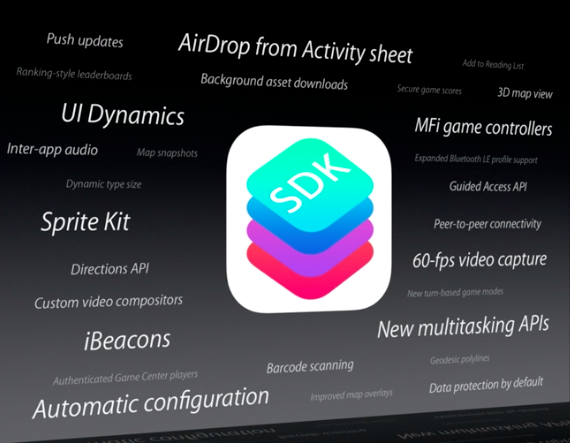 Push updates
AirDrop from Activity sheet
Add to Reading List
Ranking-style leaderboards
Background asset downloads
Secure game scores
3D map view
UI Dynamics
MFi game controllers
Inter-app audio
Map snapshots
Expanded Bluetooth LE profile support
Dynamic type size
Guided Access API
SDK
Sprite Kit
Peer-to-peer connectivity
Directions API
60-fps video capture
Custom video compositors
New turn-based game modes
iBeacons
New multitasking APIs
Barcode scanning
Geodesic polylines
Authenticated Game Center players
Automatic configuration
Improved map overlays
Data protection by default